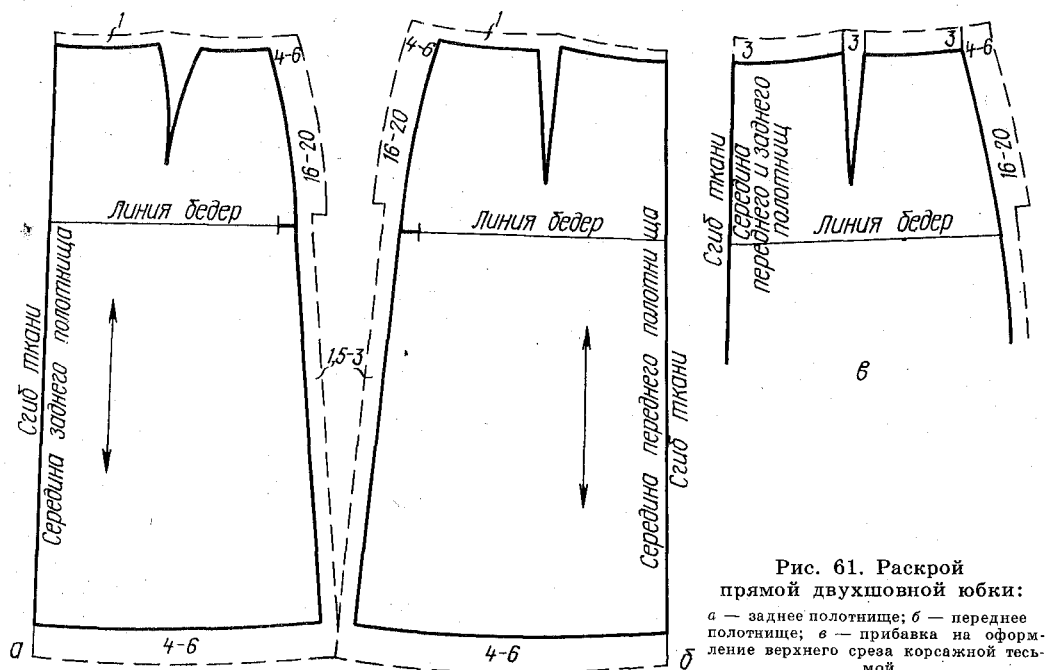 1
4-6
16-20
Линия бедер
Сгиб ткани
Середина заднего полотнища
4-6
а
1,5-3
1
4-6
16-20
Линия бедер
Середина переднего полотнища
Сгиб ткани
4-6
б
3
3
3
4-6
16-20
Сгиб ткани
Середина
переднего и заднего
полотнищ
Линия бедер
в
Рис. 61. Раскрой
прямой двухшовной юбки:
а — заднее полотнище; б — переднее
полотнище; в — прибавка на оформ-
ление верхнего среза корсажной тесь-
мой